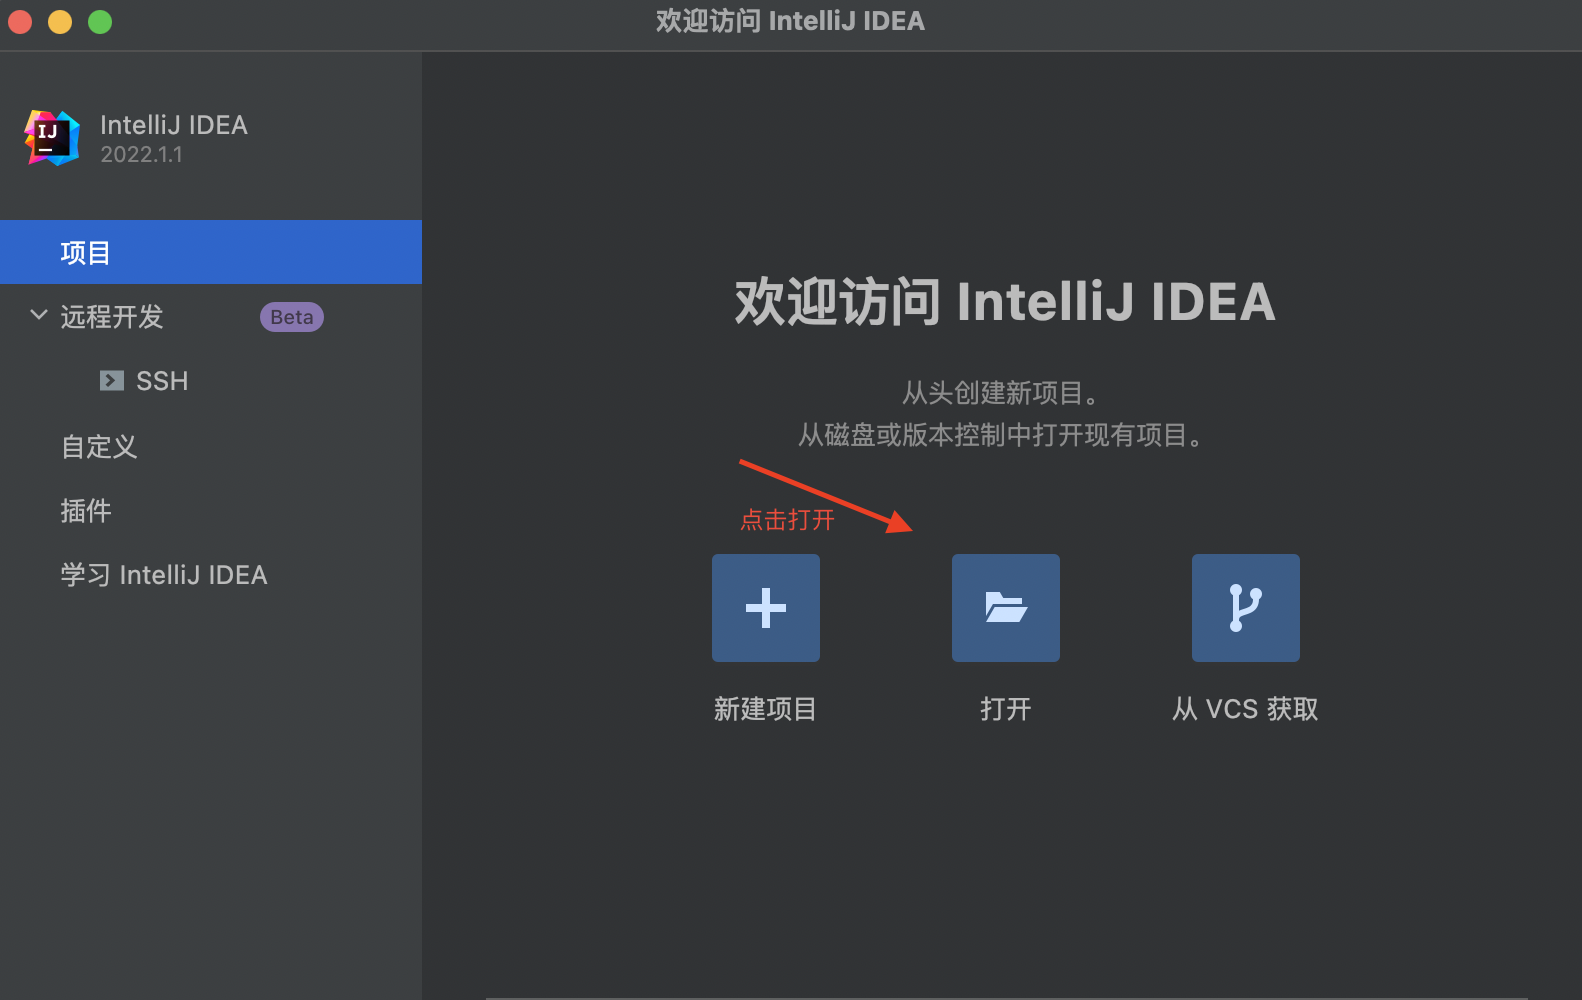 欢迎访问 IntelliJ IDEA
IJ
IntelliJ IDEA
2022.1.1
项目
远程开发 Beta
SSH
自定义
插件
学习 IntelliJ IDEA
欢迎访问 IntelliJ IDEA
从头创建新项目。
从磁盘或版本控制中打开现有项目。
点击打开
新建项目
打开
从 VCS 获取